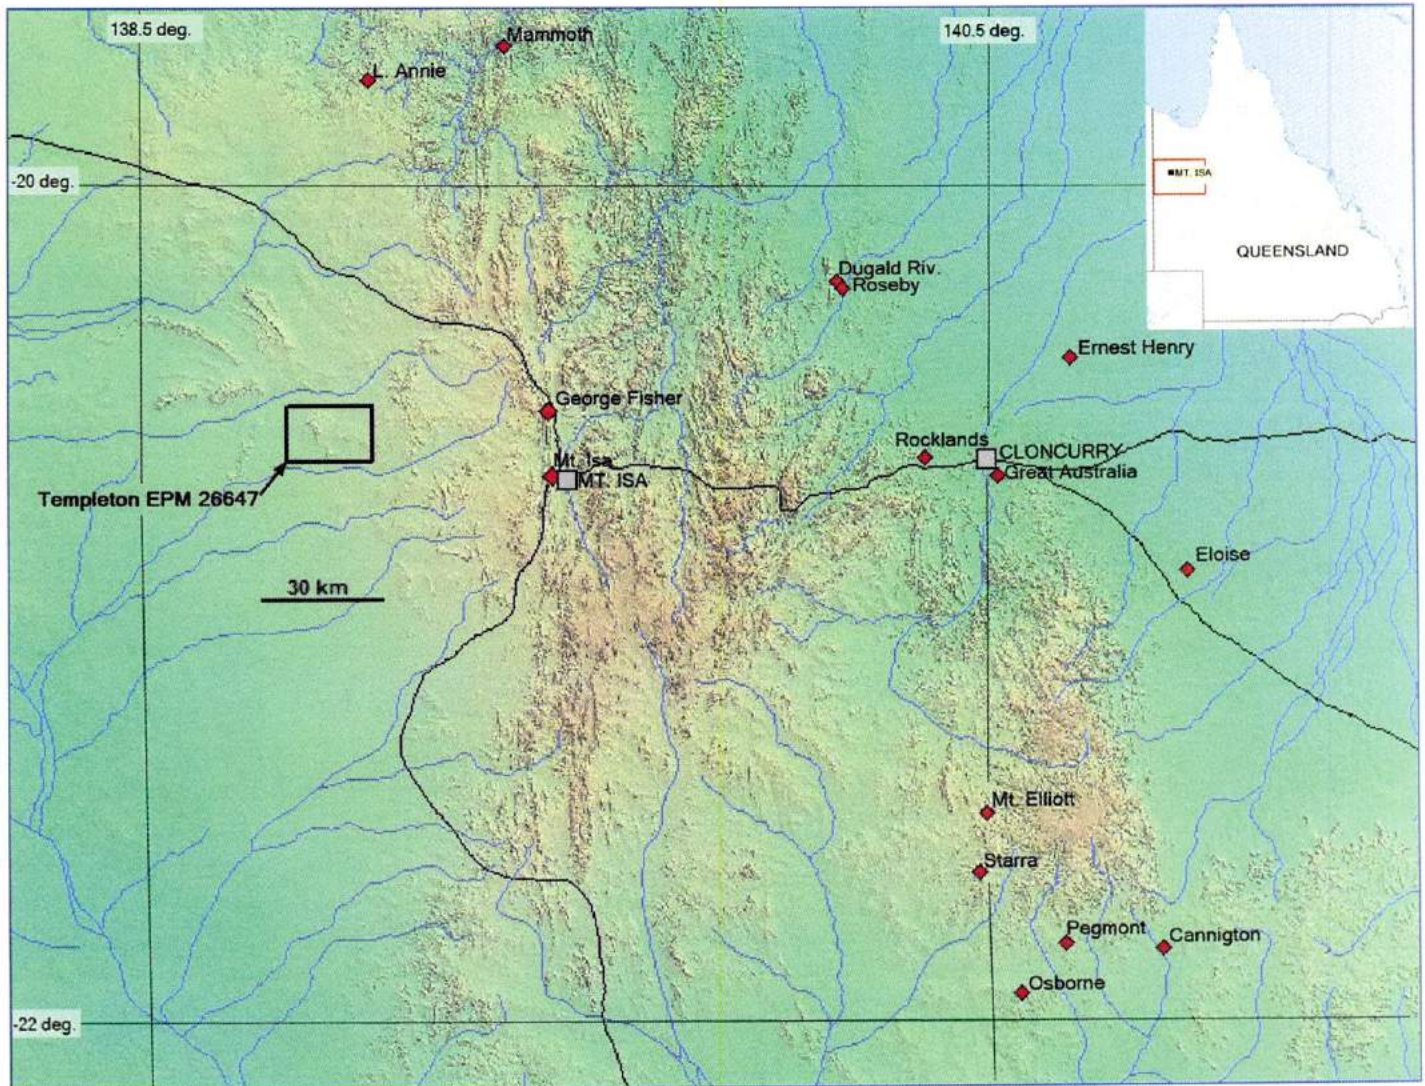 138.5 deg.
140.5 deg.
Mammoth
L. Annie
-20 deg.
MT. ISA
QUEENSLAND
Dugald Riv.
Roseby
Ernest Henry
George Fisher
Rocklands
CLONCURRY
Great Australia
Mt. Isa
MT. ISA
Templeton EPM 26647
Eloise
30 km
Mt. Elliott
Starra
Pegmont
Cannigton
Osborne
-22 deg.